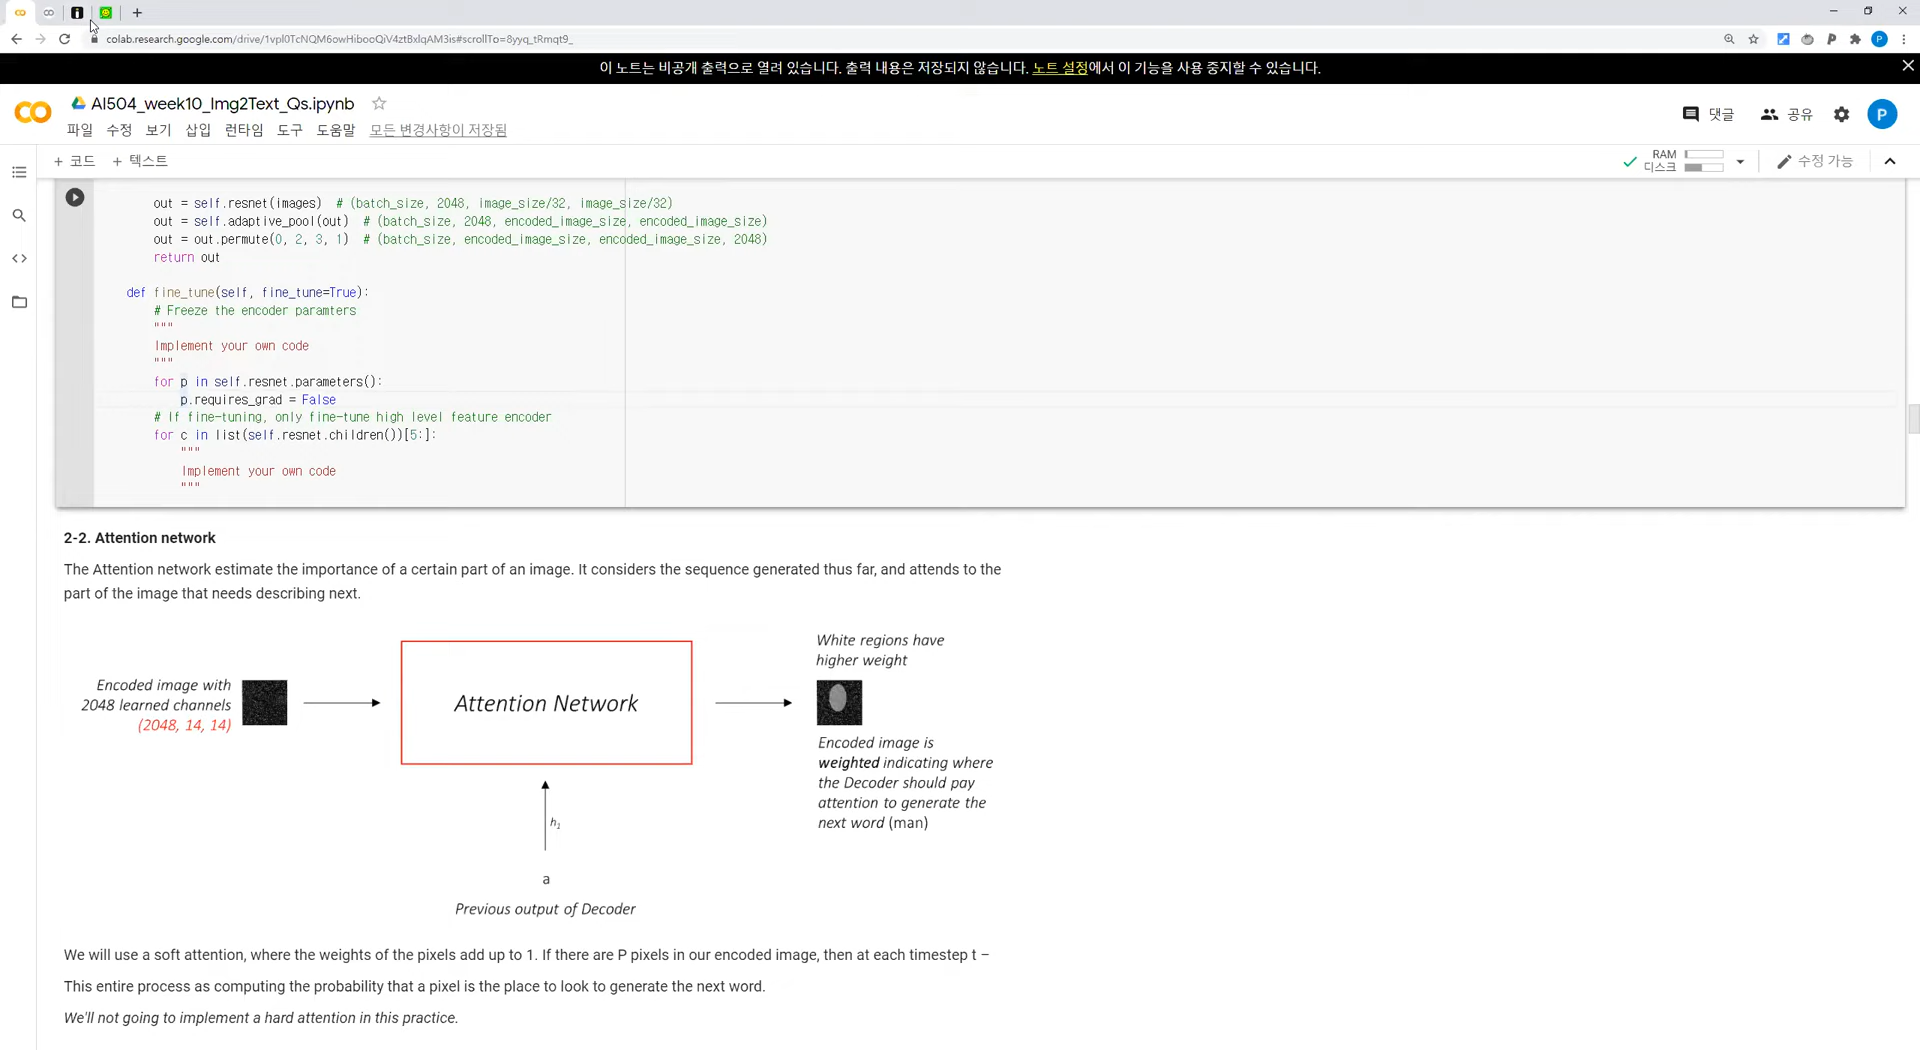 colab.research.google.com/drive/1vpl0TcNQM6owHibooQiV4ztBxlqAM3is#scrollTo=8yyq_tRmqt9_
이 노트는 비공개 출력으로 열려 있습니다. 출력 내용은 저장되지 않습니다. 노트 설정에서 이 기능을 사용 중지할 수 있습니다.
AI504_week10_Img2Text_Qs.ipynb
댓글 공유 P
파일 수정 보기 삽입 런타임 도구 도움말 모든 변경사항이 저장됨
+ 코드 + 텍스트
RAM
디스크
수정 가능
out = self.resnet(images)  # (batch_size, 2048, image_size/32, image_size/32)
out = self.adaptive_pool(out)  # (batch_size, 2048, encoded_image_size, encoded_image_size)
out = out.permute(0, 2, 3, 1)  # (batch_size, encoded_image_size, encoded_image_size, 2048)
return out
def fine_tune(self, fine_tune=True):
# Freeze the encoder paramters
"""
Implement your own code
"""
for p in self.resnet.parameters():
p.requires_grad = False
# If fine-tuning, only fine-tune high level feature encoder
for c in list(self.resnet.children())[5:]:
"""
Implement your own code
"""
2-2. Attention network
The Attention network estimate the importance of a certain part of an image. It considers the sequence generated thus far, and attends to the
part of the image that needs describing next.
Encoded image with
2048 learned channels
(2048, 14, 14)
Attention Network
White regions have
higher weight
Encoded image is
weighted indicating where
the Decoder should pay
attention to generate the
next word (man)
h₁
a
Previous output of Decoder
We will use a soft attention, where the weights of the pixels add up to 1. If there are P pixels in our encoded image, then at each timestep t –
This entire process as computing the probability that a pixel is the place to look to generate the next word.
We'll not going to implement a hard attention in this practice.